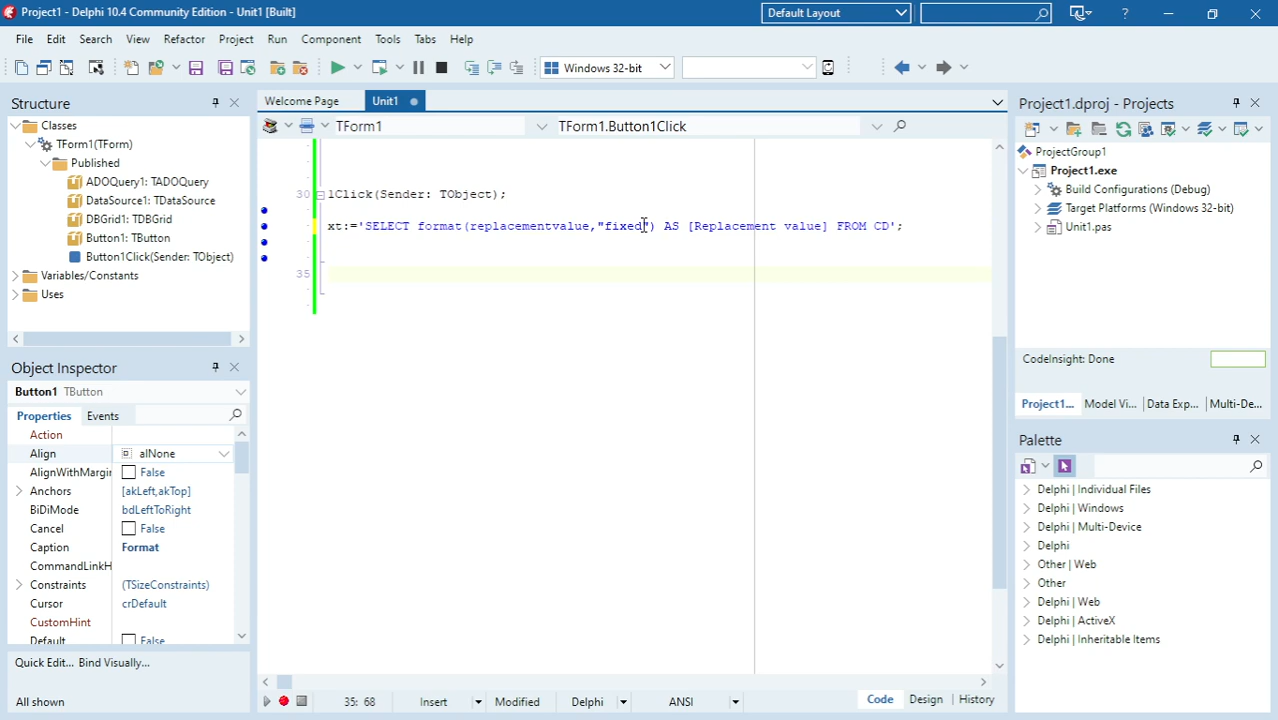 Project1 - Delphi 10.4 Community Edition - Unit1 [Built]
Default Layout
?
File Edit Search View Refactor Project Run Component Tools Tabs Help
Windows 32-bit
Structure
Welcome Page Unit1
Project1.dproj - Projects
TForm1 TForm1.Button1Click
Classes
TForm1(TForm)
Published
ADOQuery1: TADOQuery
DataSource1: TDataSource
DBGrid1: TDBGrid
Button1: TButton
Button1Click(Sender: TObject)
Variables/Constants
Uses
30 lClick(Sender: TObject);
xt:='SELECT format(replacementvalue,"fixed") AS [Replacement value] FROM CD';
35
ProjectGroup1
Project1.exe
Build Configurations (Debug)
Target Platforms (Windows 32-bit)
Unit1.pas
CodeInsight: Done
Project1... Model Vi... Data Exp... Multi-De...
Object Inspector
Button1 TButton
Properties Events
Action
Align alNone
AlignWithMargin False
Anchors [akLeft,akTop]
BiDiMode bdLeftToRight
Cancel False
Caption Format
CommandLinkH
Constraints (TSizeConstraints)
Cursor crDefault
CustomHint
Default False
Quick Edit... Bind Visually...
All shown
Palette
Delphi | Individual Files
Delphi | Windows
Delphi | Multi-Device
Delphi
Other | Web
Other
Delphi | Web
Delphi | ActiveX
Delphi | Inheritable Items
35: 68 Insert Modified Delphi ANSI Code Design History